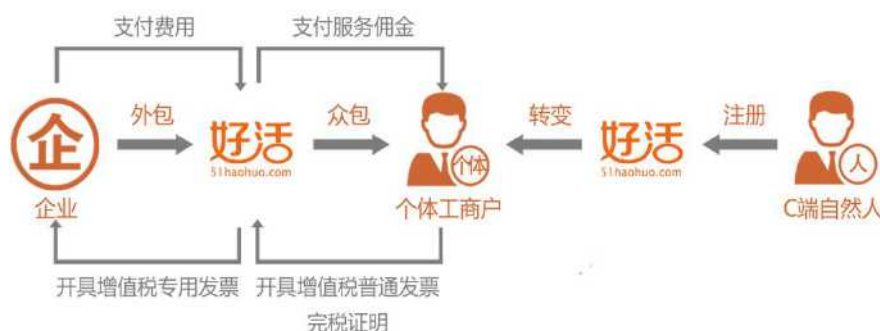 支付费用
支付服务佣金
外包
众包
转变
注册
企
好活
51haohuo.com
个体
好活
51haohuo.com
人
企业
个体工商户
C端自然人
开具增值税专用发票
开具增值税普通发票
完税证明